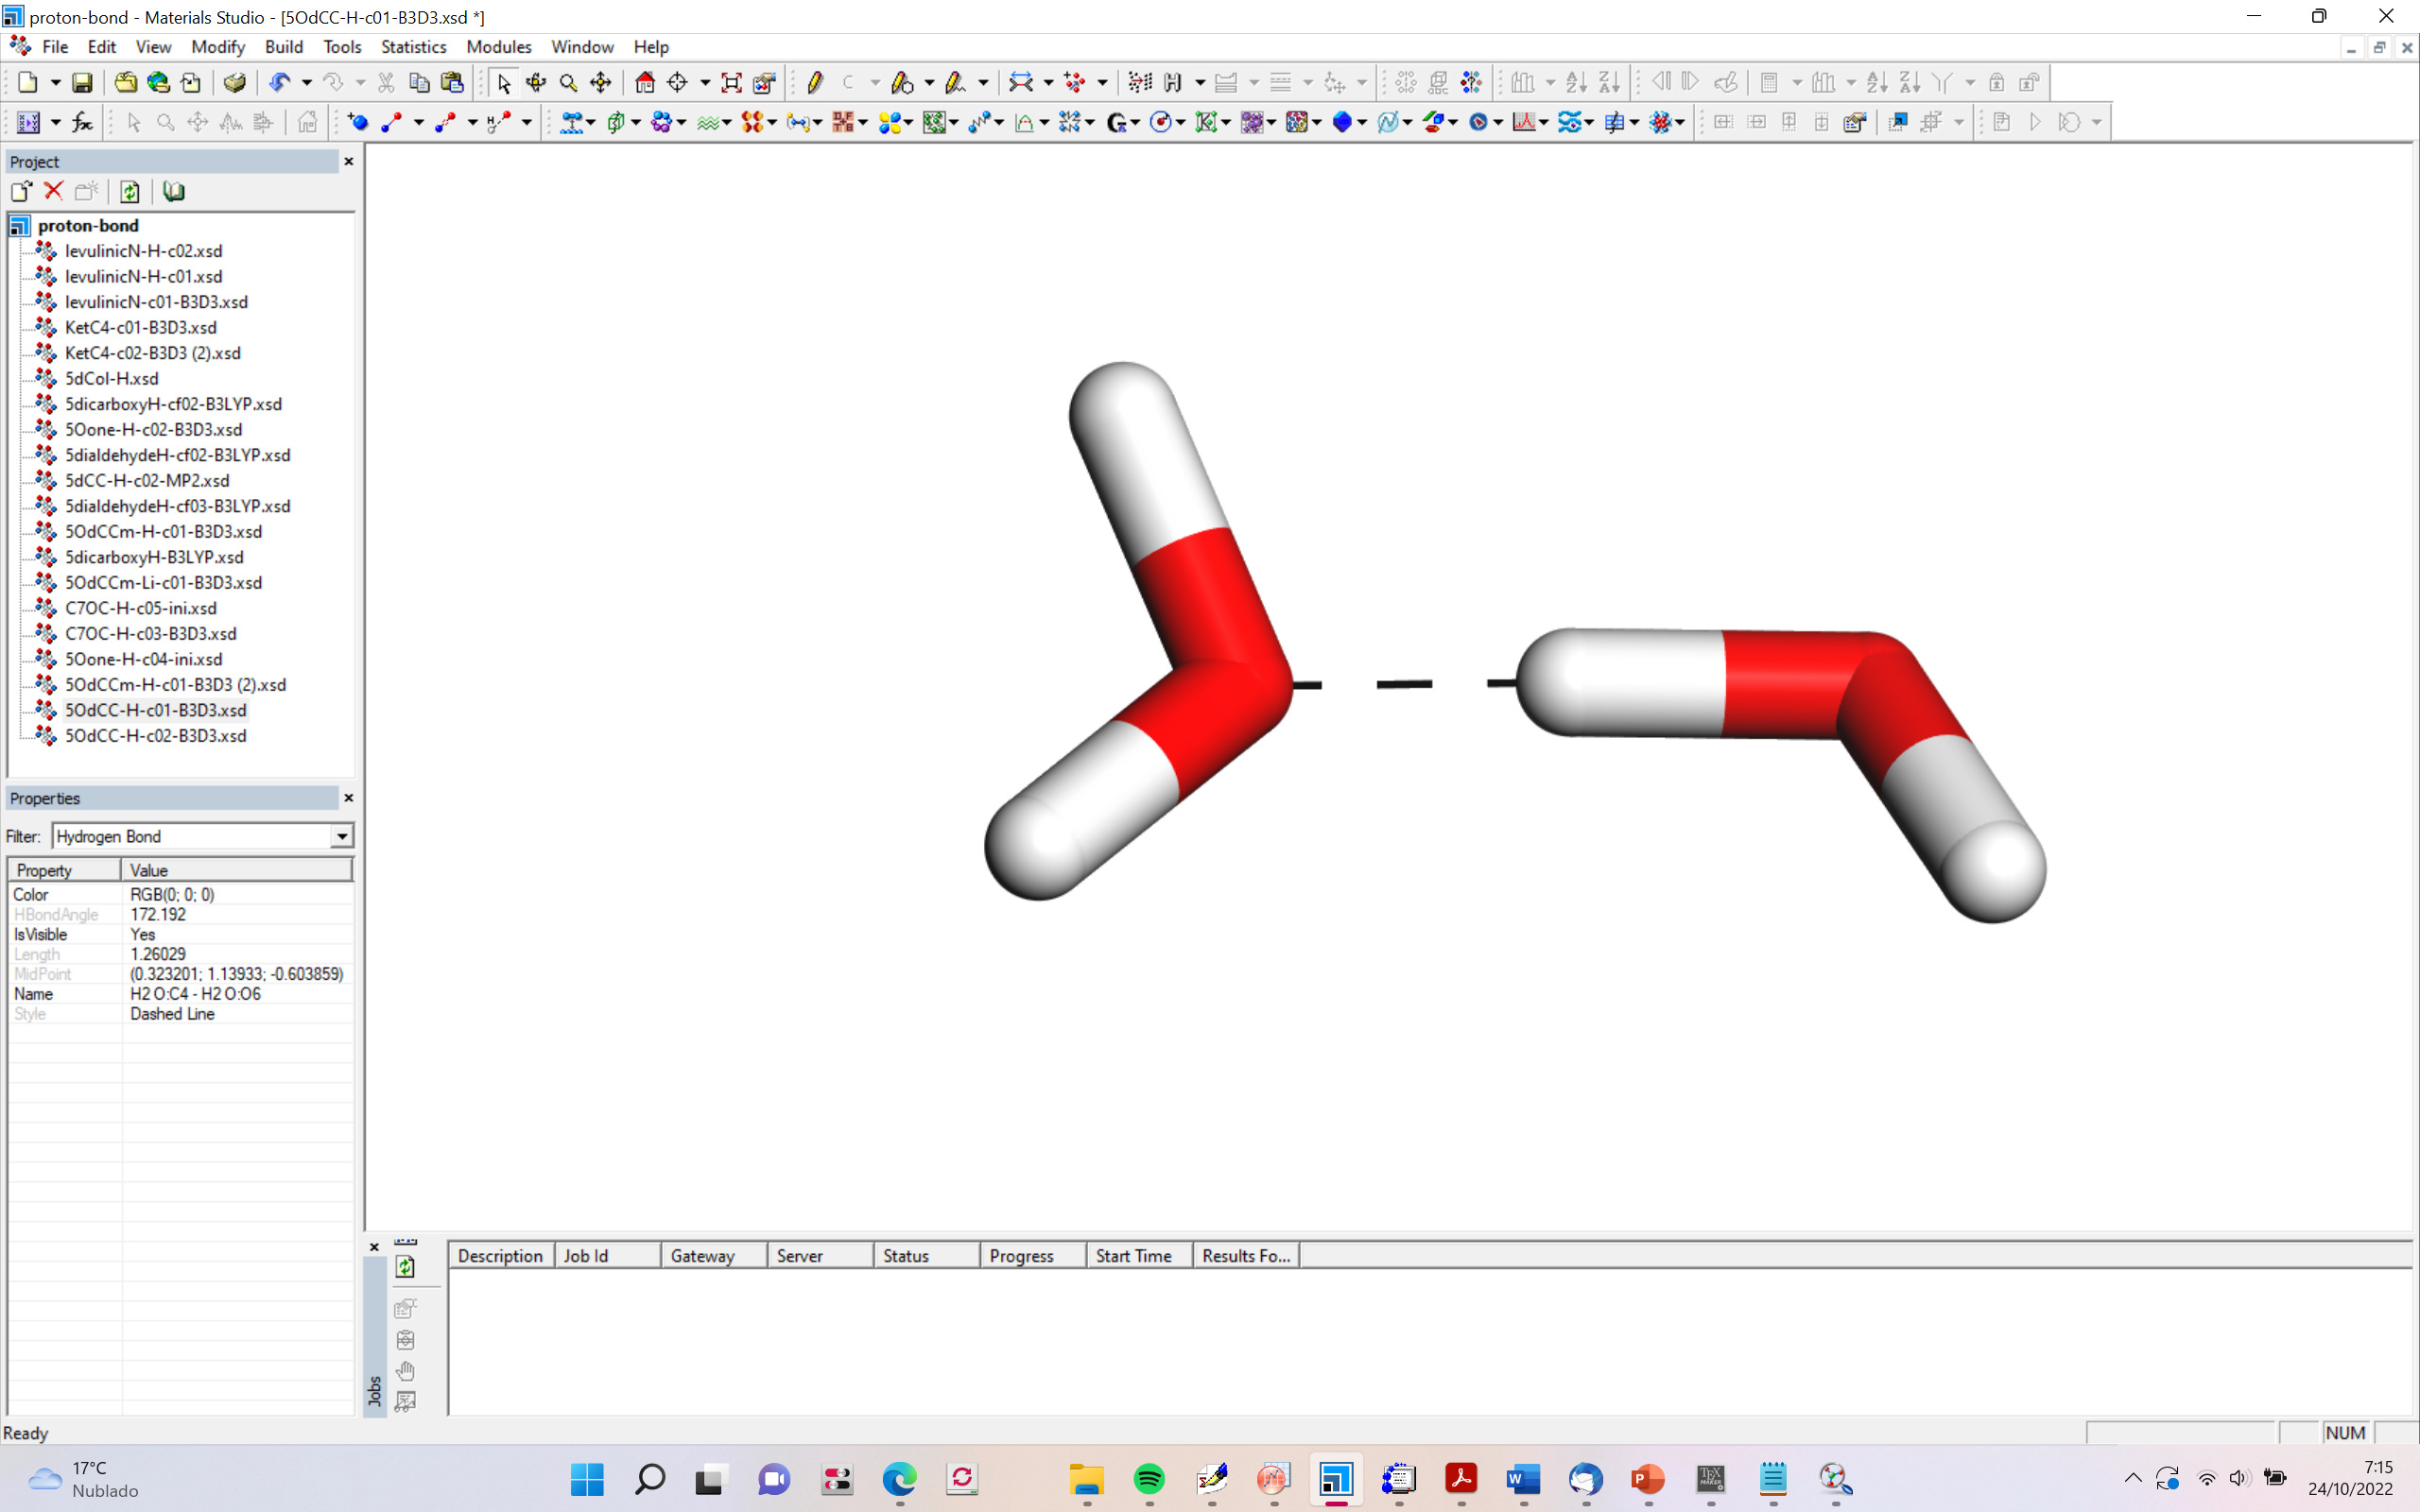 proton-bond - Materials Studio - [5OdCC-H-c01-B3D3.xsd *]
File Edit View Modify Build Tools Statistics Modules Window Help
Project
proton-bond
levulinicN-H-c02.xsd
levulinicN-H-c01.xsd
levulinicN-c01-B3D3.xsd
KetC4-c01-B3D3.xsd
KetC4-c02-B3D3 (2).xsd
5dCol-H.xsd
5dicarboxyH-cf02-B3LYP.xsd
5Oone-H-c02-B3D3.xsd
5dialdehydeH-cf02-B3LYP.xsd
5dCC-H-c02-MP2.xsd
5dialdehydeH-cf03-B3LYP.xsd
5OdCCm-H-c01-B3D3.xsd
5dicarboxyH-B3LYP.xsd
5OdCCm-Li-c01-B3D3.xsd
C7OC-H-c05-ini.xsd
C7OC-H-c03-B3D3.xsd
5Oone-H-c04-ini.xsd
5OdCCm-H-c01-B3D3 (2).xsd
5OdCC-H-c01-B3D3.xsd
5OdCC-H-c02-B3D3.xsd
Properties
Filter: Hydrogen Bond
Property Value
Color RGB(0; 0; 0)
HBondAngle 172.192
IsVisible Yes
Length 1.26029
MidPoint (0.323201; 1.13933; -0.603859)
Name H2 O:C4 - H2 O:O6
Style Dashed Line
Description Job Id Gateway Server Status Progress Start Time Results Fo...
Jobs
Ready
NUM
17°C
Nublado
7:15
24/10/2022